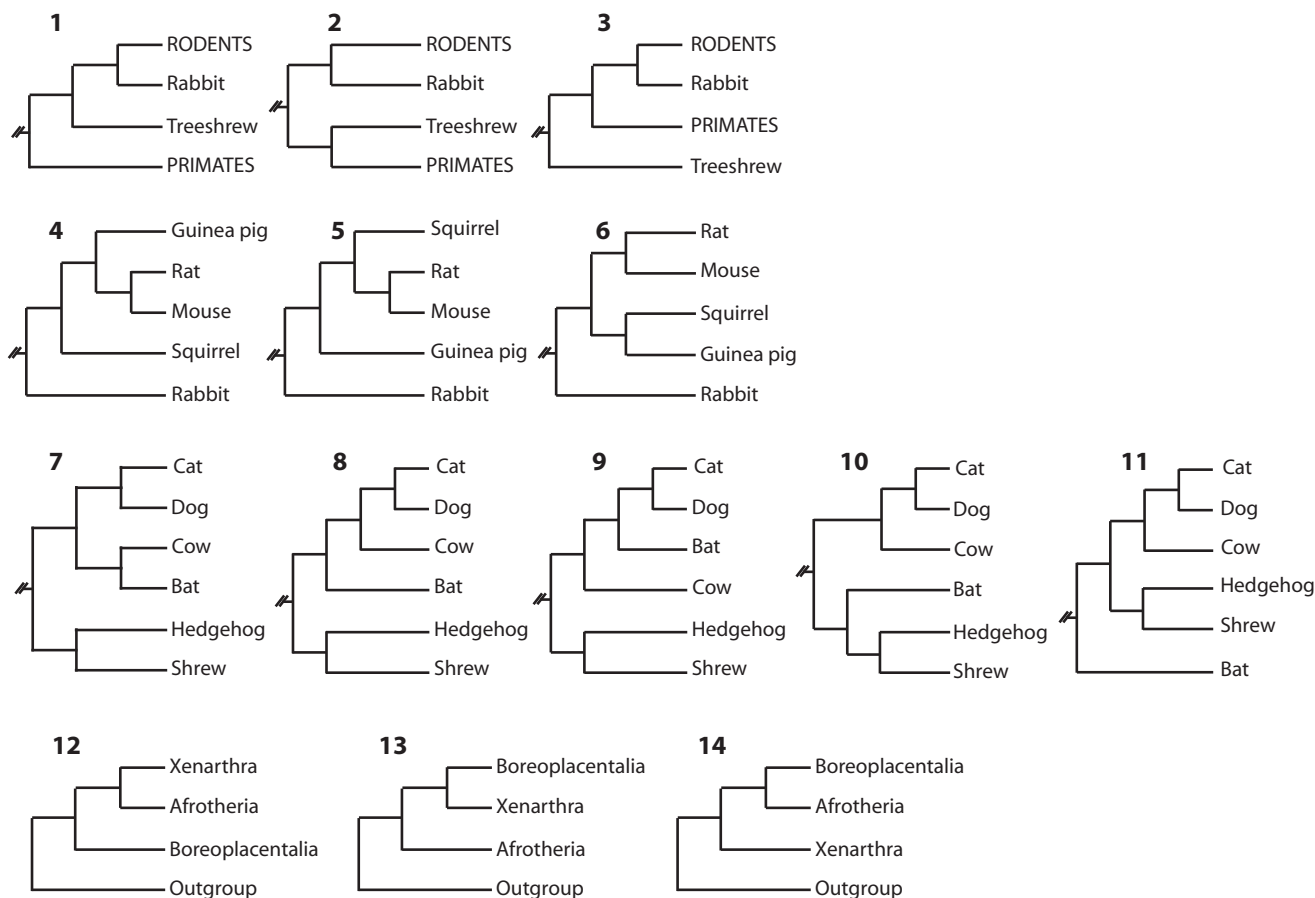 1
RODENTS
Rabbit
Treeshrew
PRIMATES
2
RODENTS
Rabbit
Treeshrew
PRIMATES
3
RODENTS
Rabbit
PRIMATES
Treeshrew
4
Guinea pig
Rat
Mouse
Squirrel
Rabbit
5
Squirrel
Rat
Mouse
Guinea pig
Rabbit
6
Rat
Mouse
Squirrel
Guinea pig
Rabbit
7
Cat
Dog
Cow
Bat
Hedgehog
Shrew
8
Cat
Dog
Cow
Bat
Hedgehog
Shrew
9
Cat
Dog
Bat
Cow
Hedgehog
Shrew
10
Cat
Dog
Cow
Bat
Hedgehog
Shrew
11
Cat
Dog
Cow
Hedgehog
Shrew
Bat
12
Xenarthra
Afrotheria
Boreoplacentalia
Outgroup
13
Boreoplacentalia
Xenarthra
Afrotheria
Outgroup
14
Boreoplacentalia
Afrotheria
Xenarthra
Outgroup